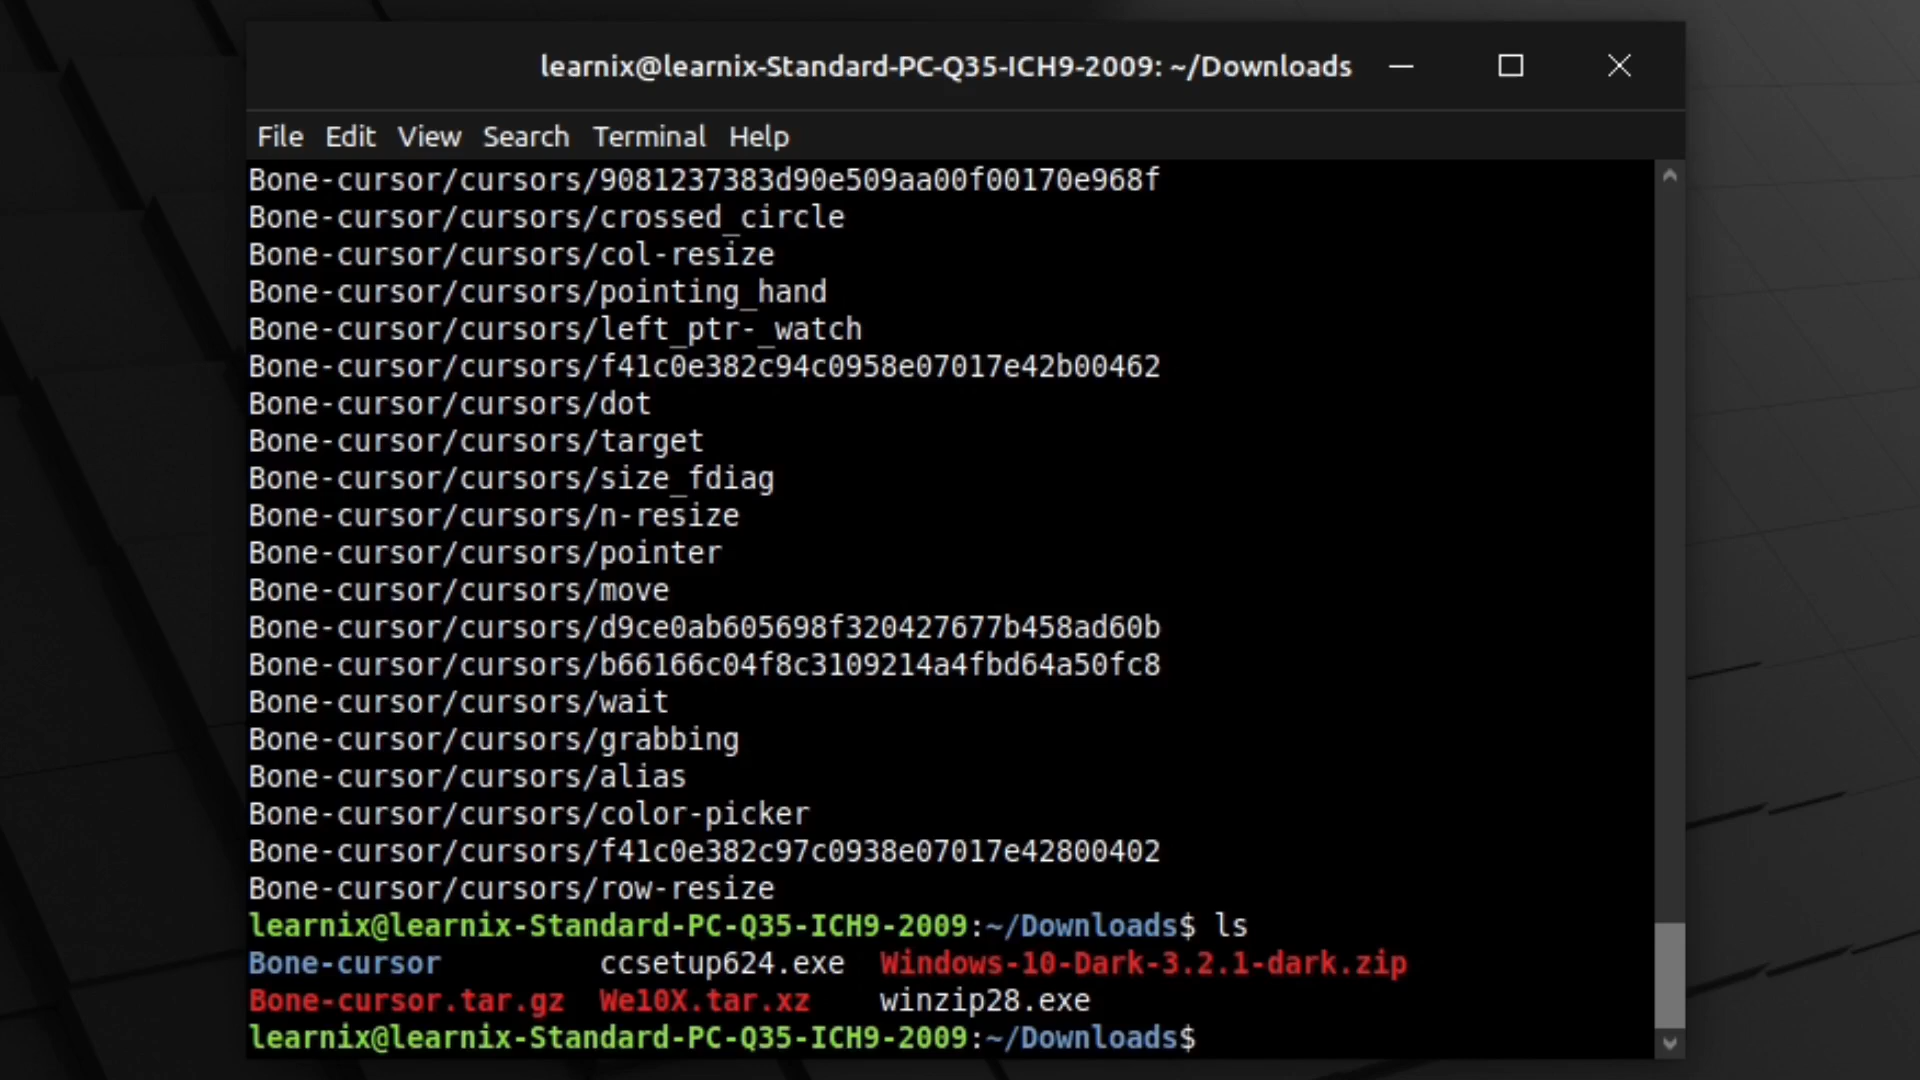 learnix@learnix-Standard-PC-Q35-ICH9-2009: ~/Downloads
File Edit View Search Terminal Help
Bone-cursor/cursors/9081237383d90e509aa00f00170e968f
Bone-cursor/cursors/crossed_circle
Bone-cursor/cursors/col-resize
Bone-cursor/cursors/pointing_hand
Bone-cursor/cursors/left_ptr-_watch
Bone-cursor/cursors/f41c0e382c94c0958e07017e42b00462
Bone-cursor/cursors/dot
Bone-cursor/cursors/target
Bone-cursor/cursors/size_fdiag
Bone-cursor/cursors/n-resize
Bone-cursor/cursors/pointer
Bone-cursor/cursors/move
Bone-cursor/cursors/d9ce0ab605698f320427677b458ad60b
Bone-cursor/cursors/b66166c04f8c3109214a4fbd64a50fc8
Bone-cursor/cursors/wait
Bone-cursor/cursors/grabbing
Bone-cursor/cursors/alias
Bone-cursor/cursors/color-picker
Bone-cursor/cursors/f41c0e382c97c0938e07017e42800402
Bone-cursor/cursors/row-resize
learnix@learnix-Standard-PC-Q35-ICH9-2009:~/Downloads$ ls
Bone-cursor ccsetup624.exe Windows-10-Dark-3.2.1-dark.zip
Bone-cursor.tar.gz We10X.tar.xz winzip28.exe
learnix@learnix-Standard-PC-Q35-ICH9-2009:~/Downloads$